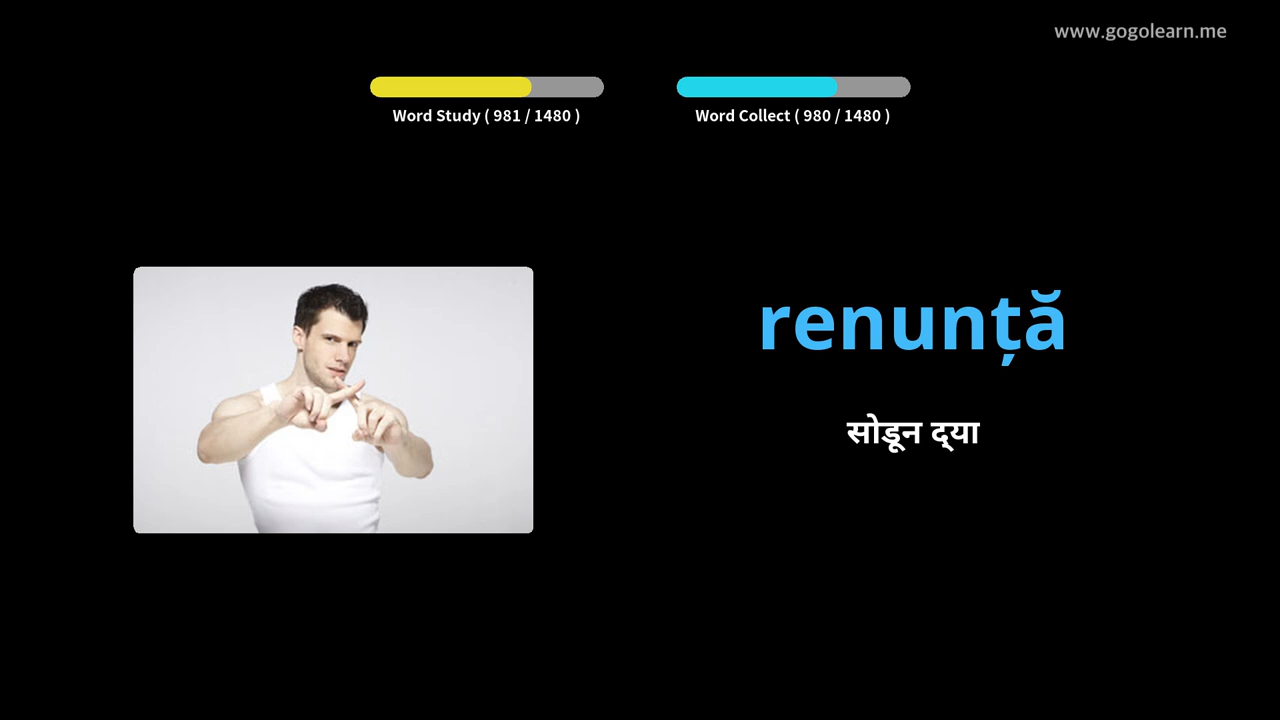 www.gogolearn.me
Word Study ( 981 / 1480 )
Word Collect ( 980 / 1480 )
renunță
सोडून द्‌या